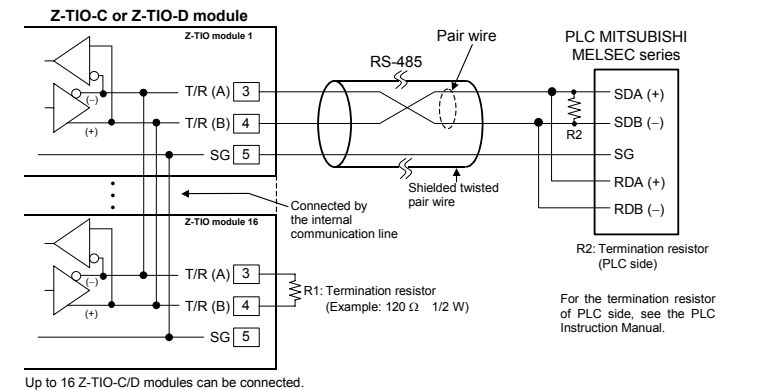 Z-TIO-C or Z-TIO-D module
Z-TIO module 1
T/R (A) 3
T/R (B) 4
SG 5
(–)
(+)
RS-485
Pair wire
Shielded twisted
pair wire
PLC MITSUBISHI
MELSEC series
SDA (+)
SDB (–)
R2
SG
RDA (+)
RDB (–)
R2: Termination resistor
(PLC side)
For the termination resistor
of PLC side, see the PLC
Instruction Manual.
Connected by
the internal
communication line
Z-TIO module 16
T/R (A) 3
T/R (B) 4
SG 5
(–)
(+)
R1: Termination resistor
(Example: 120 Ω 1/2 W)
Up to 16 Z-TIO-C/D modules can be connected.